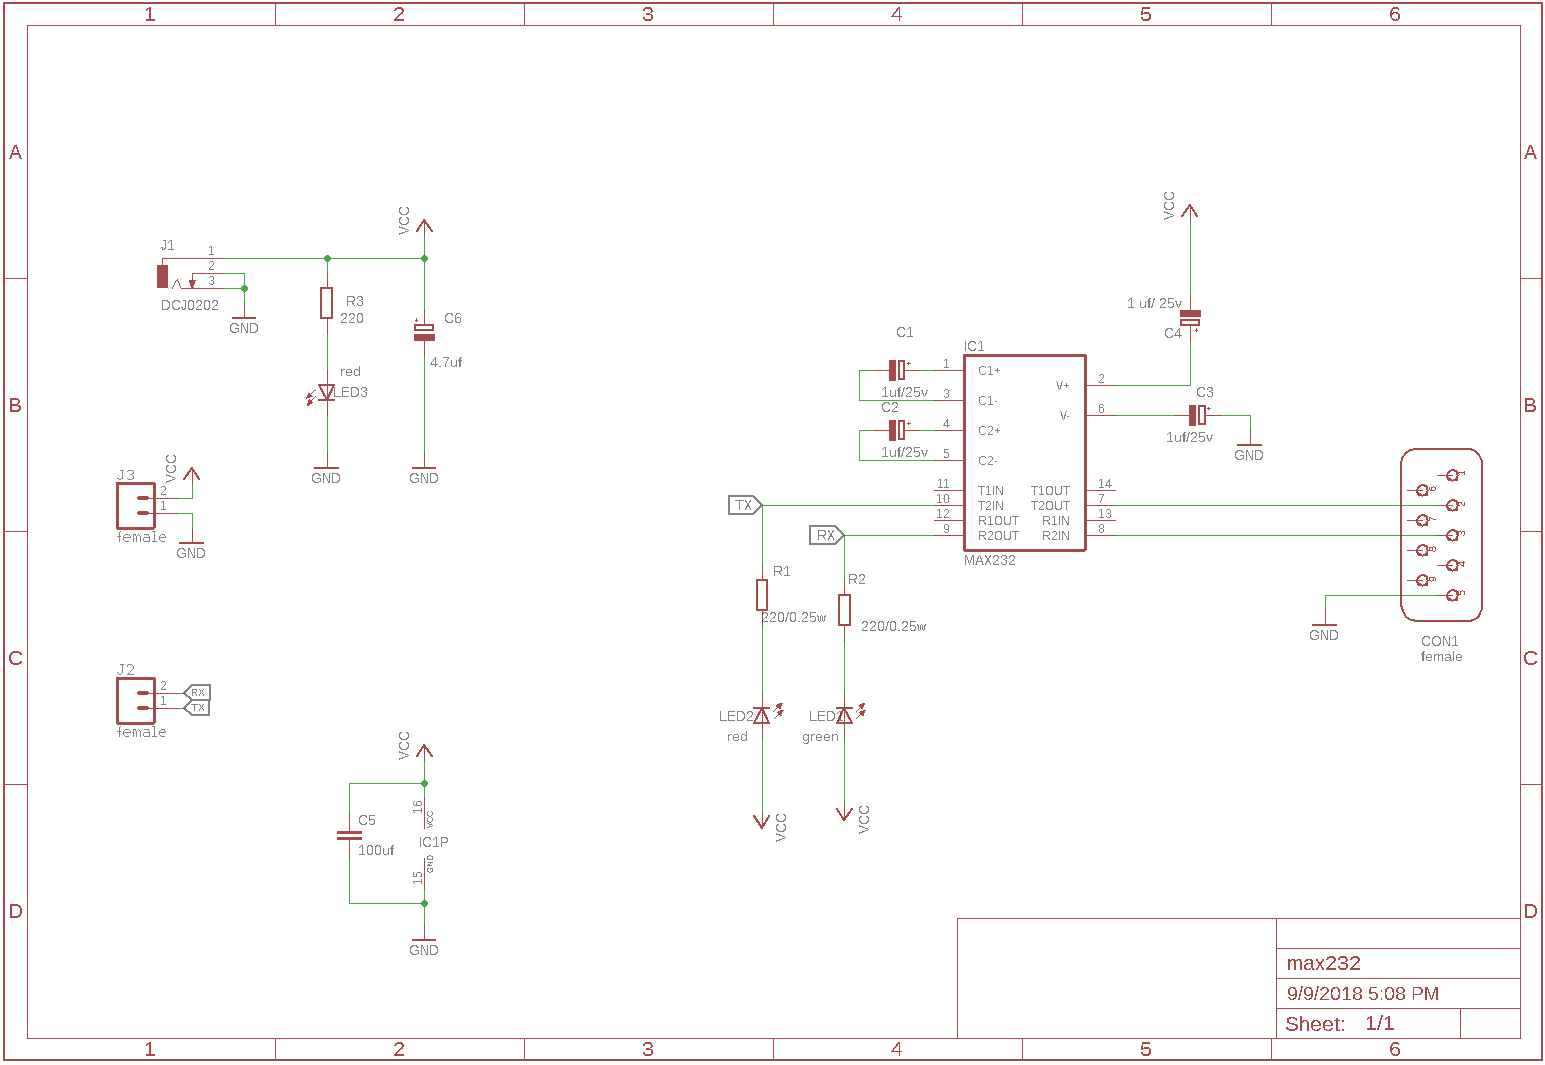 1 2 3 4 5 6
A A
B B
C C
D D
1 2 3 4 5 6
J1
1
2
3
DCJ0202
GND
VCC
R3
220
red
LED3
GND
C6
4.7uf
GND
J3
VCC
2
1
female
GND
J2
2 RX
1 TX
female
VCC
C5
100uf
16
VCC
IC1P
GND
15
GND
C1
1uf/25v
C2
1uf/25v
IC1
1 C1+
3 C1-
4 C2+
5 C2-
11 T1IN T1OUT 14
10 T2IN T2OUT 7
12 R1OUT R1IN 13
9 R2OUT R2IN 8
V+ 2
V- 6
MAX232
VCC
1 uf/ 25v
C4
C3
1uf/25v
GND
TX
RX
R1
220/0.25w
R2
220/0.25w
LED2
red
LED
green
VCC
VCC
1
6
2
7
3
8
4
9
5
GND
CON1
female
max232
9/9/2018 5:08 PM
Sheet: 1/1